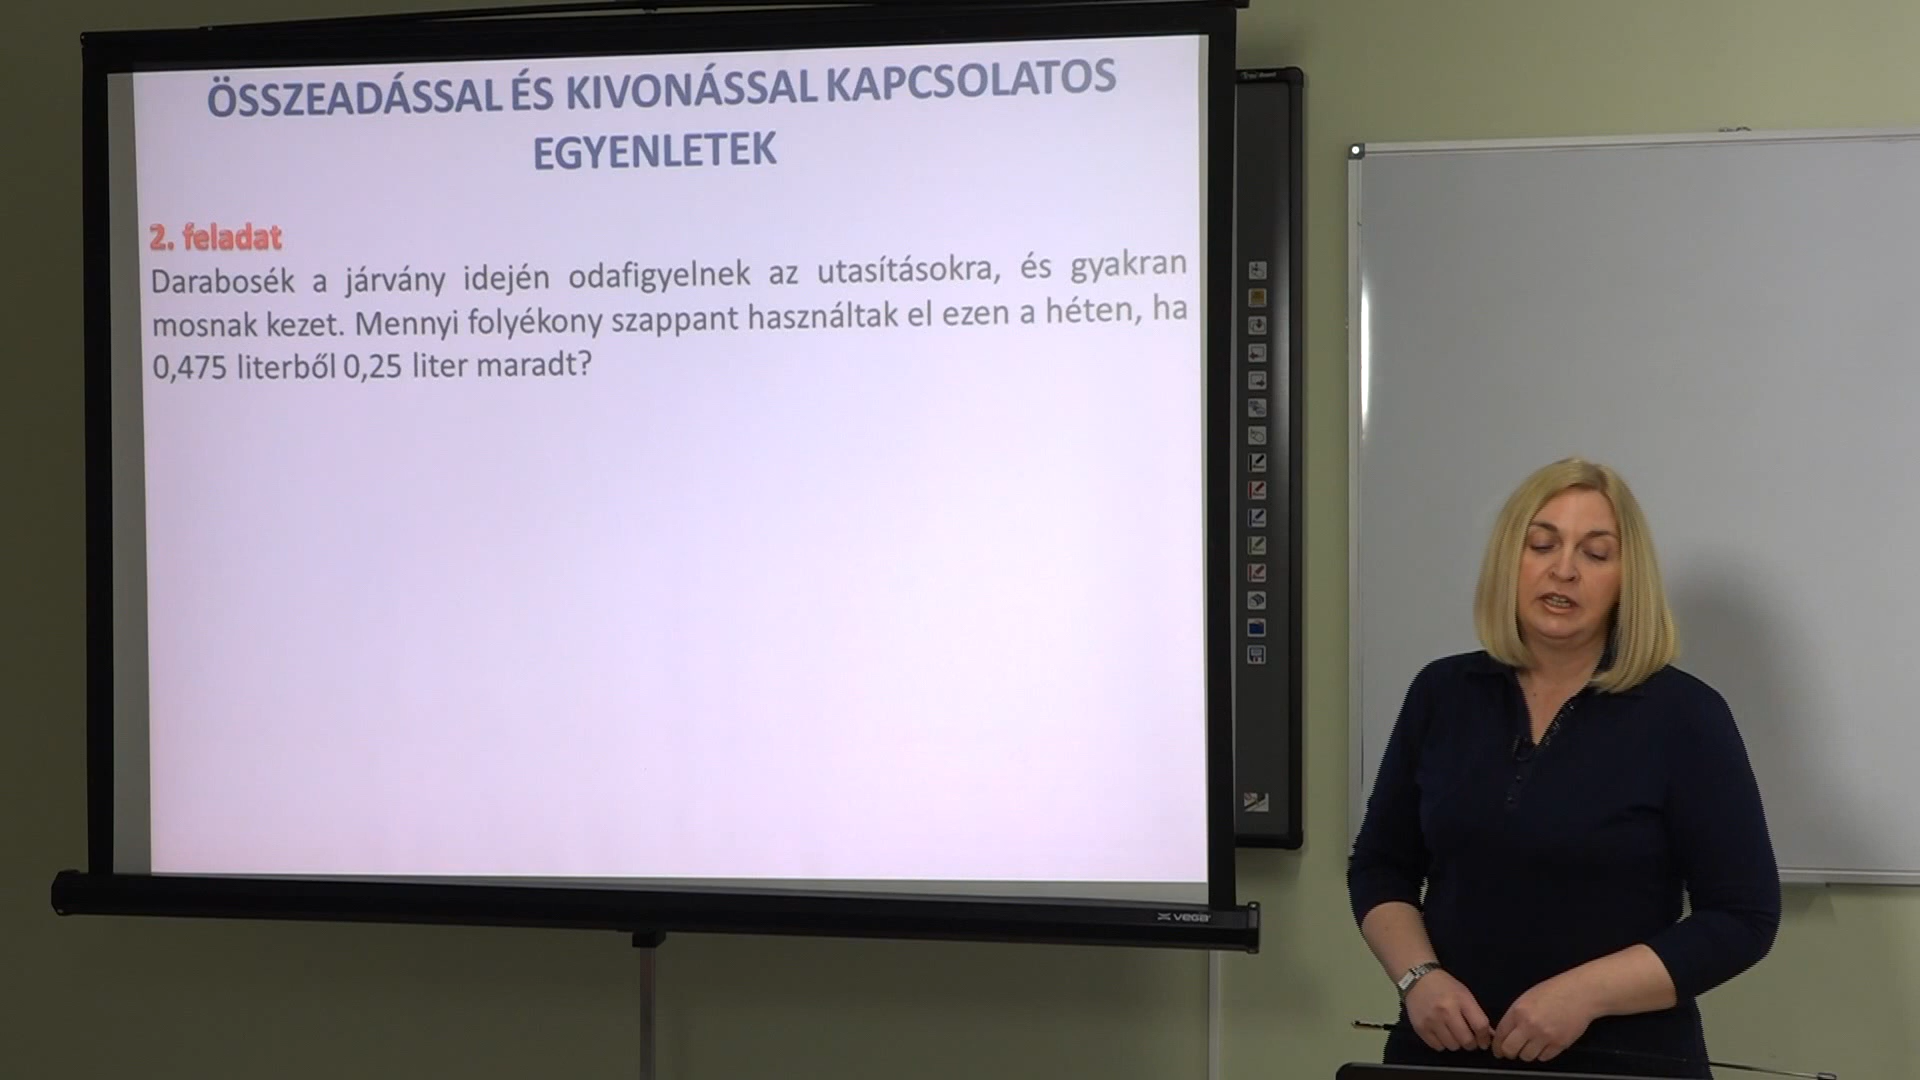 ÖSSZEADÁSSAL ÉS KIVONÁSSAL KAPCSOLATOS
EGYENLETEK
2. feladat
Darabosék a járvány idején odafigyelnek az utasításokra, és gyakran
mosnak kezet. Mennyi folyékony szappant használtak el ezen a héten, ha
0,475 literből 0,25 liter maradt?
VEGA